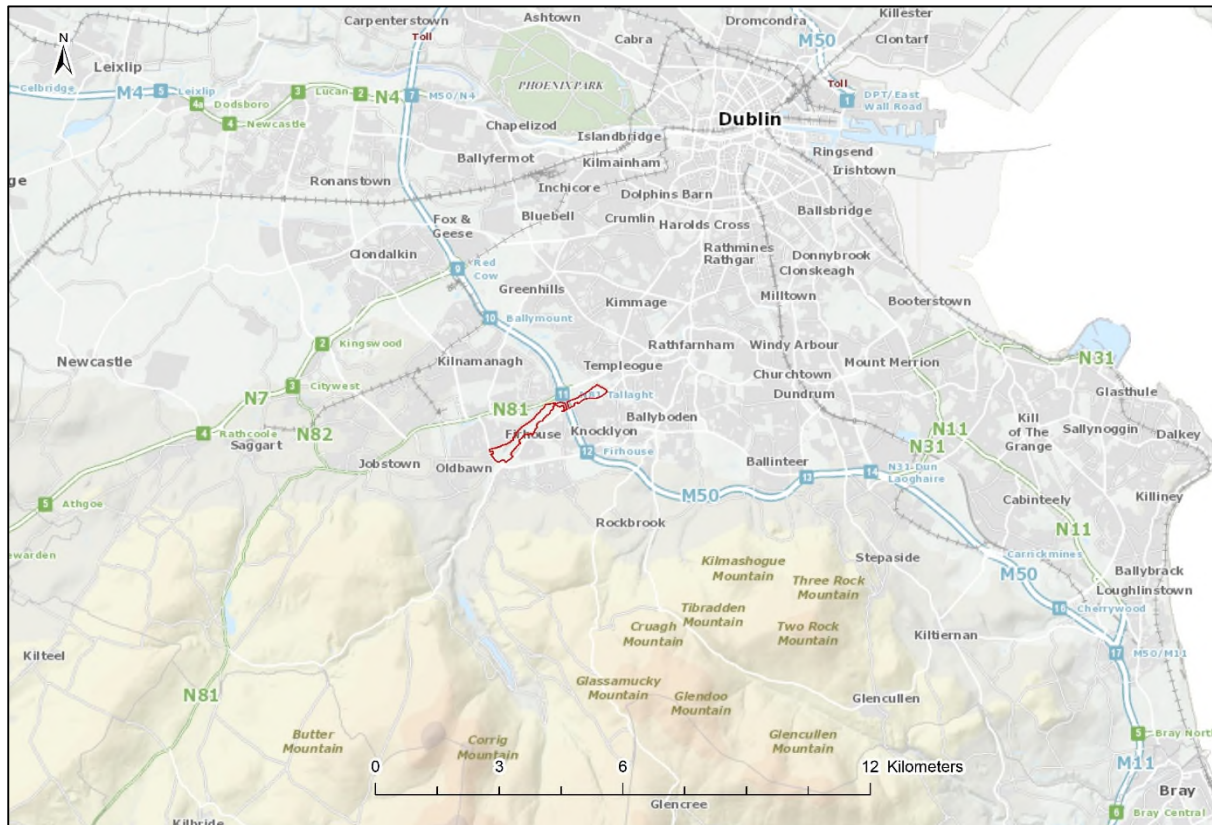 Carpenterstown
Ashtown
Drumcondra
Killester
Toll
Cabra
M50
Clontarf
N
Leixlip
PHOENIX PARK
Toll
Celbridge
M4
5
Leixlip
4a
Dodsboro
3
Lucan
2
N4
7
M50/N4
1
DPT/East
Wall Road
4
Newcastle
Chapelizod
Islandbridge
Dublin
Ballyfermot
Kilmainham
Ringsend
Irishtown
ge
Ronanstown
Inchicore
Dolphins Barn
Bluebell
Crumlin
Harolds Cross
Ballsbridge
Fox &
Geese
Clondalkin
Rathmines
Rathgar
Donnybrook
Clonskeagh
9
Red
Cow
Greenhills
Kimmage
Milltown
Booterstown
10
Ballymount
Newcastle
2
Kingswood
Kilnamanagh
Rathfarnham
Windy Arbour
Mount Merrion
N31
Templeogue
Churchtown
Glasthule
3
Citywest
11
N81 Tallaght
Dundrum
N7
N81
Ballyboden
Kill
of The
Grange
Dalkey
Sallynoggin
4
Rathcoole
N82
Firhouse
Knocklyon
N11
N31
Saggart
Jobstown
Oldbawn
12
Firhouse
Ballinteer
13
14
N31-Dun
Laoghaire
Cabinteely
Killiney
5
Athgoe
M50
N11
Rockbrook
ewarden
Stepaside
Carrickmines
Kilmashogue
Mountain
Three Rock
Mountain
M50
Ballybrack
Loughlinstown
Tibradden
Mountain
16
Cherrywood
Cruagh
Mountain
Two Rock
Mountain
Kiltiernan
17
M50/M11
Kilteel
N81
Glassamucky
Mountain
Glendoo
Mountain
Glencullen
Butter
Mountain
Corrig
Mountain
Glencullen
Mountain
5
Bray North
M11
0
3
6
12 Kilometers
Bray
Glencree
6
Bray Central
Kilbride